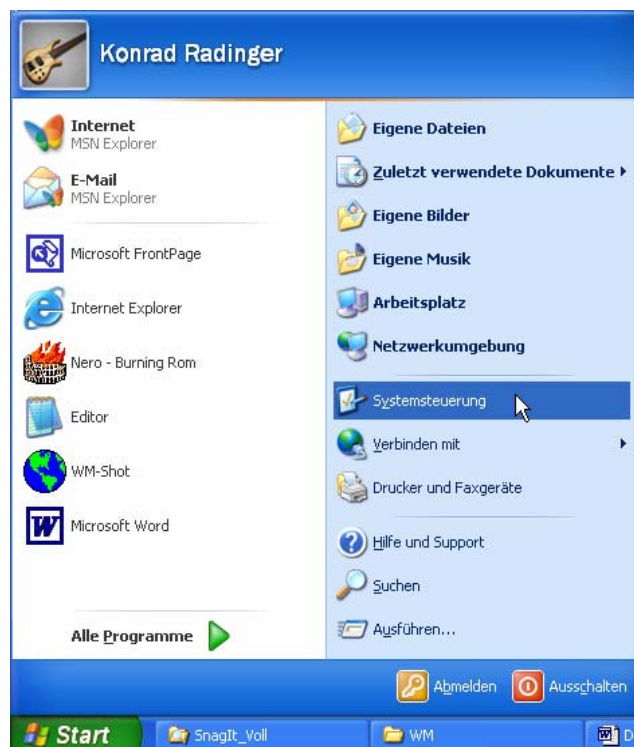 Konrad Radinger
Internet
MSN Explorer
E-Mail
MSN Explorer
Microsoft FrontPage
Internet Explorer
Nero - Burning Rom
Editor
WM-Shot
Microsoft Word
Alle Programme
Eigene Dateien
Zuletzt verwendete Dokumente
Eigene Bilder
Eigene Musik
Arbeitsplatz
Netzwerkumgebung
Systemsteuerung
Verbinden mit
Drucker und Faxgeräte
Hilfe und Support
Suchen
Ausführen...
Abmelden
Ausschalten
Start
SnagIt_Voll
WM
D